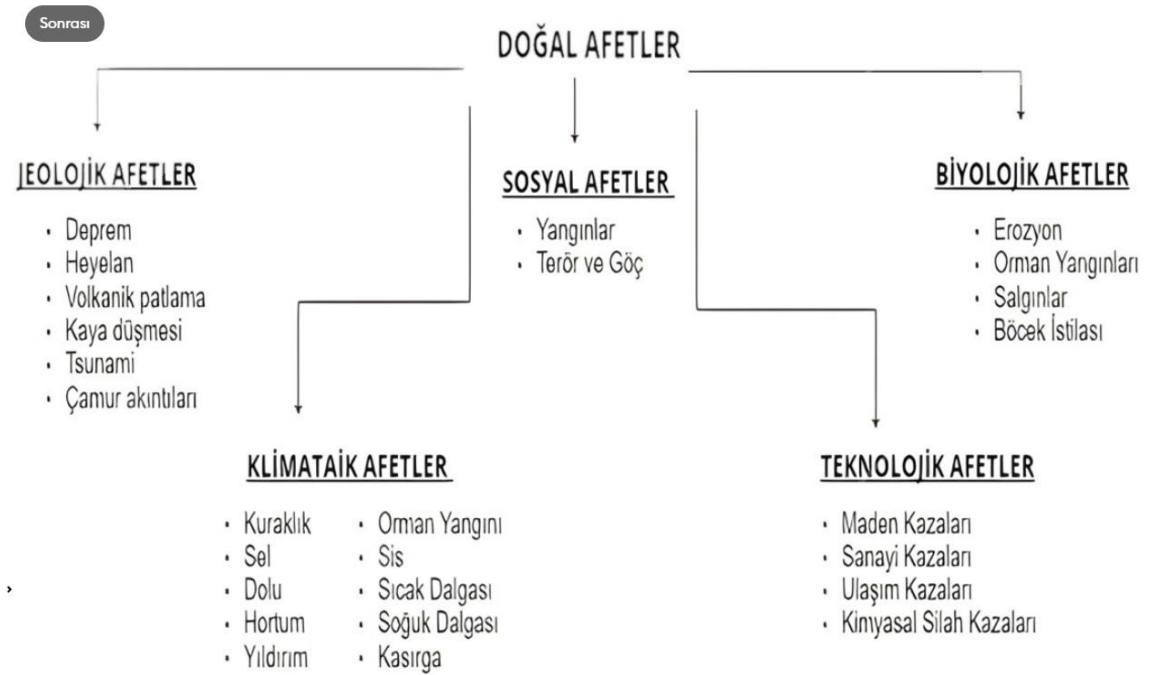 Sonrası
DOĞAL AFETLER
JEOLOJİK AFETLER
• Deprem
• Heyelan
• Volkanik patlama
• Kaya düşmesi
• Tsunami
• Çamur akıntıları
SOSYAL AFETLER
• Yangınlar
• Terör ve Göç
BİYOLOJİK AFETLER
• Erozyon
• Orman Yangınları
• Salgınlar
• Böcek İstilası
KLİMATAİK AFETLER
• Kuraklık
• Sel
• Dolu
• Hortum
• Yıldırım
• Orman Yangını
• Sis
• Sıcak Dalgası
• Soğuk Dalgası
• Kasırga
TEKNOLOJİK AFETLER
• Maden Kazaları
• Sanayi Kazaları
• Ulaşım Kazaları
• Kimyasal Silah Kazaları